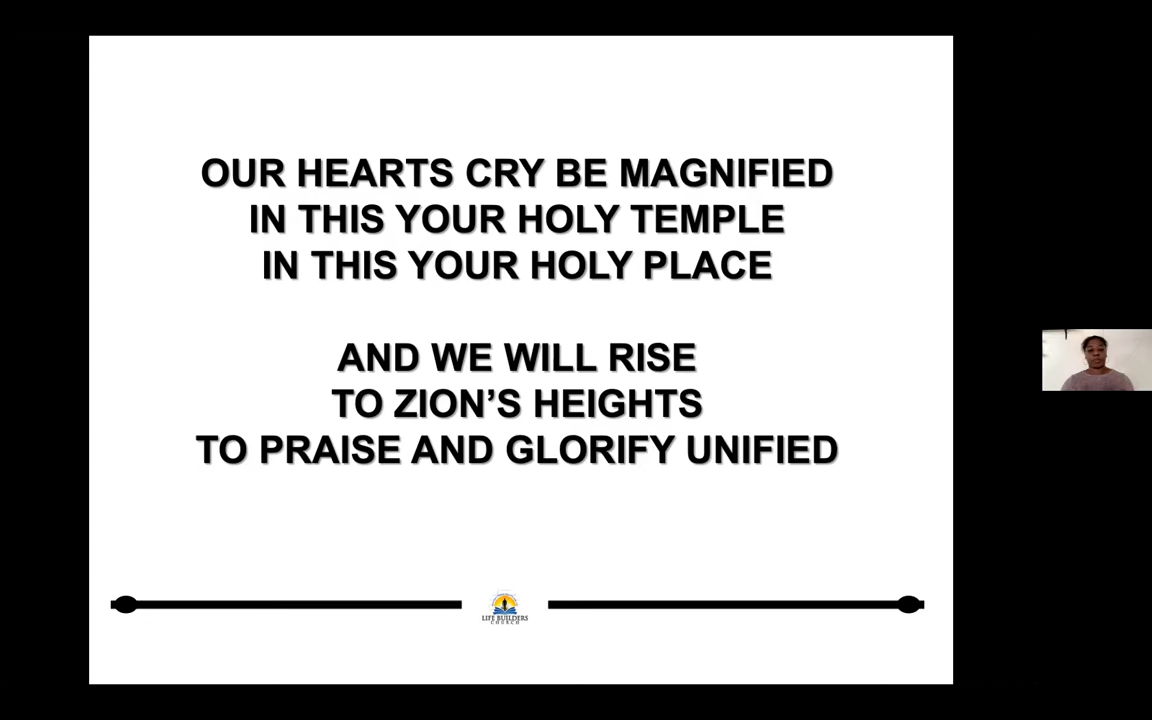 OUR HEARTS CRY BE MAGNIFIED
IN THIS YOUR HOLY TEMPLE
IN THIS YOUR HOLY PLACE
AND WE WILL RISE
TO ZION’S HEIGHTS
TO PRAISE AND GLORIFY UNIFIED
LIFE BUILDERS
CHURCH